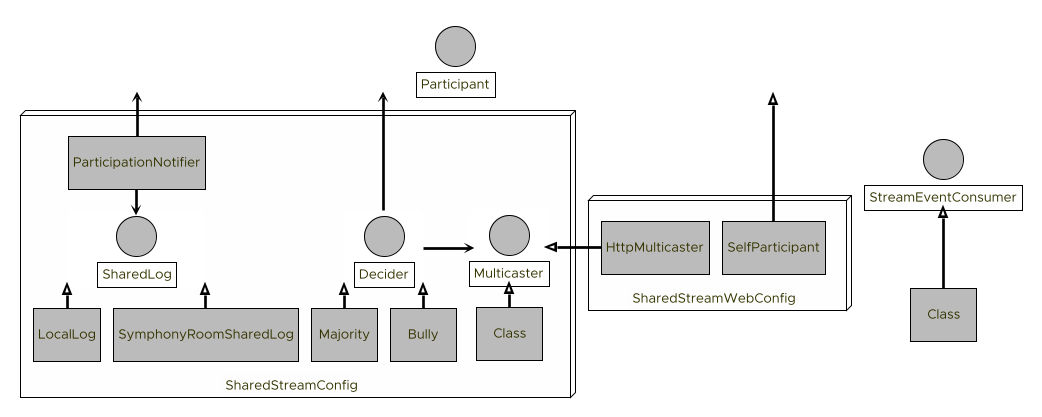 Participant
ParticipationNotifier
StreamEventConsumer
HttpMulticaster
SelfParticipant
SharedLog
Decider
Multicaster
SharedStreamWebConfig
Class
LocalLog
SymphonyRoomSharedLog
Majority
Bully
Class
SharedStreamConfig